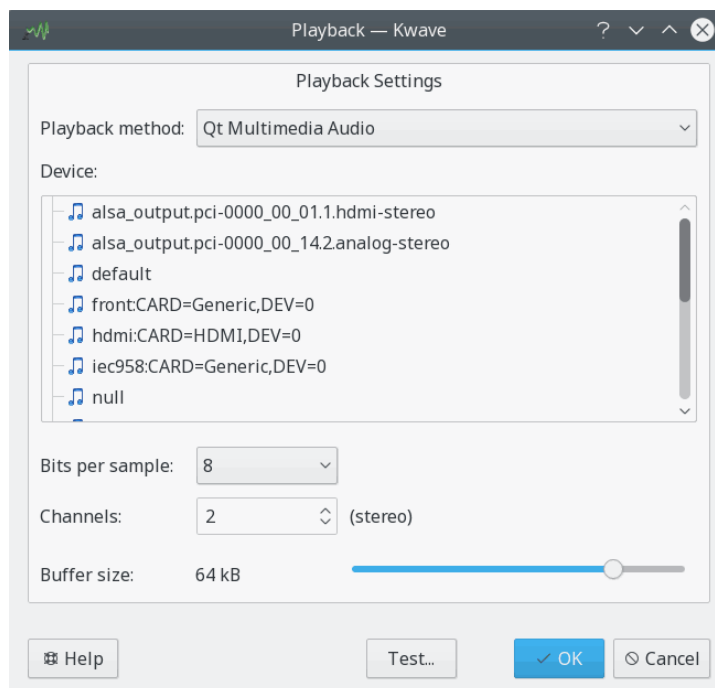 Playback — Kwave
Playback Settings
Playback method: Qt Multimedia Audio
Device:
alsa_output.pci-0000_00_01.1.hdmi-stereo
alsa_output.pci-0000_00_14.2.analog-stereo
default
front:CARD=Generic,DEV=0
hdmi:CARD=HDMI,DEV=0
iec958:CARD=Generic,DEV=0
null
Bits per sample: 8
Channels: 2 (stereo)
Buffer size: 64 kB
Help Test... OK Cancel